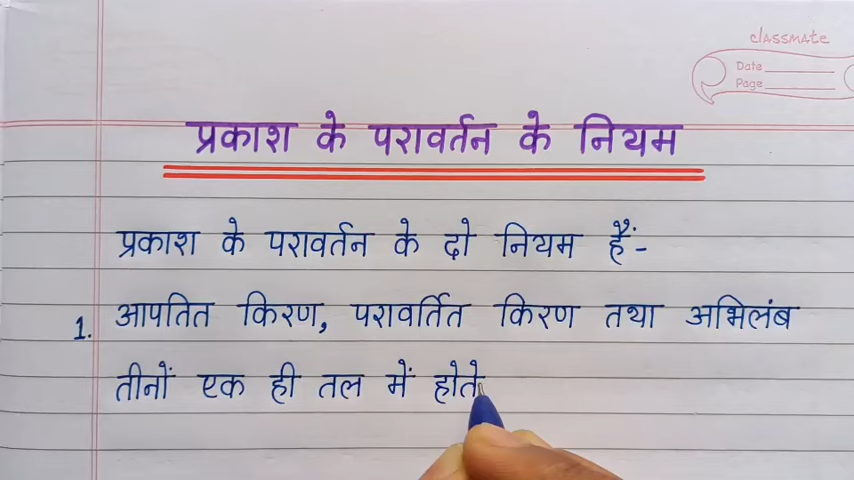 classmate
Date
Page
प्रकाश के परावर्तन के नियम
प्रकाश के परावर्तन के दो नियम हैं-
1. आपतित किरण, परावर्तित किरण तथा अभिलंब
तीनों एक ही तल में होते